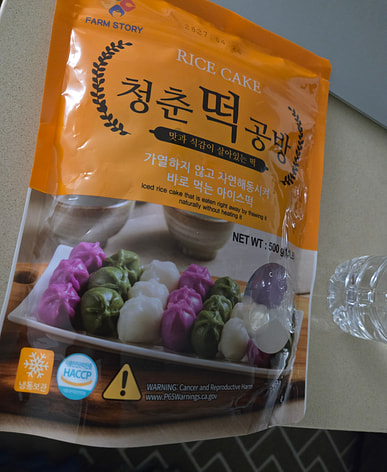 FARM STORY
RICE CAKE
청춘 떡 공방
맛과 식감이 살아있는 떡
가열하지 않고 자연해동시켜
바로 먹는 아이스떡
iced rice cake that is eaten right away by thawing it
naturally without heating it
NET WT : 500 g
냉동보관
HACCP
WARNING: Cancer and Reproductive Harm
www.P65Warnings.ca.gov